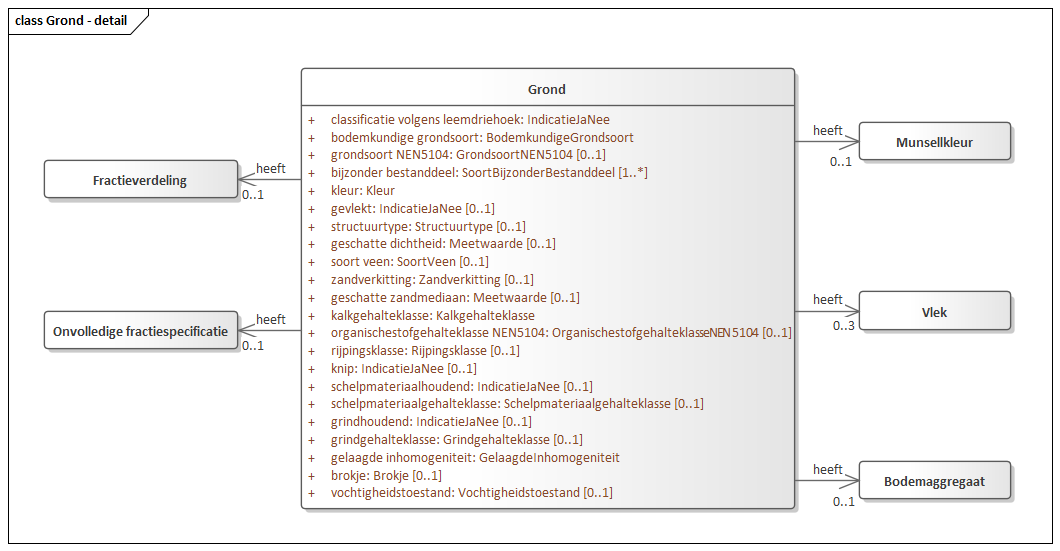 class Grond - detail
Grond
+ classificatie volgens leemdriehoek: IndicatieJaNee
+ bodemkundige grondsoort: BodemkundigeGrondsoort
+ grondsoort NEN5104: GrondsoortNEN5104 [0..1]
+ bijzonder bestanddeel: SoortBijzonderBestanddeel [1..*]
+ kleur: Kleur
+ gevlekt: IndicatieJaNee [0..1]
+ structuurtype: Structuurtype [0..1]
+ geschatte dichtheid: Meetwaarde [0..1]
+ soort veen: SoortVeen [0..1]
+ zandverkitting: Zandverkitting [0..1]
+ geschatte zandmediaan: Meetwaarde [0..1]
+ kalkgehalteklasse: Kalkgehalteklasse
+ organischestofgehalteklasse NEN5104: OrganischestofgehalteklasseNEN5104 [0..1]
+ rijpingsklasse: Rijpingsklasse [0..1]
+ knip: IndicatieJaNee [0..1]
+ schelpmateriaalhoudend: IndicatieJaNee [0..1]
+ schelpmateriaalgehalteklasse: Schelpmateriaalgehalteklasse [0..1]
+ grindhoudend: IndicatieJaNee [0..1]
+ grindgehalteklasse: Grindgehalteklasse [0..1]
+ gelaagde inhomogeniteit: GelaagdeInhomogeniteit
+ brokje: Brokje [0..1]
+ vochtigheidstoestand: Vochtigheidstoestand [0..1]
heeft
Fractieverdeling
0..1
heeft
Onvolledige fractiespecificatie
0..1
heeft
Munsellkleur
0..1
heeft
Vlek
0..3
heeft
Bodemaggregaat
0..1